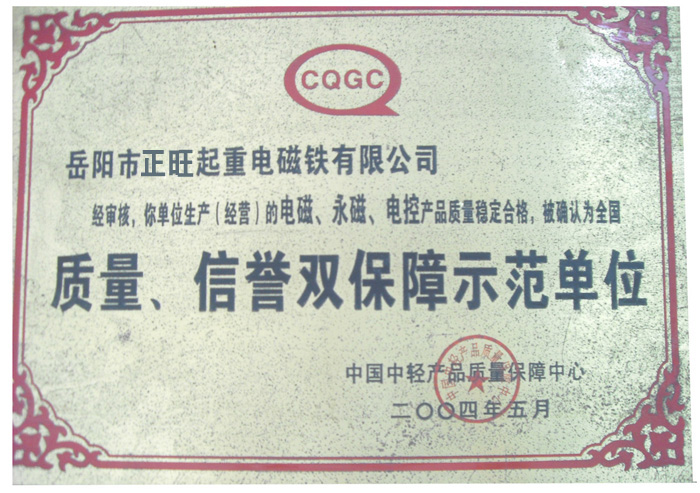 CQGC
岳阳市正旺起重电磁铁有限公司
经审核，你单位生产（经营）的电磁、永磁、电控产品质量稳定合格，被确认为全国
质量、信誉双保障示范单位
中国中轻产品质量保障中心
二〇〇四年五月